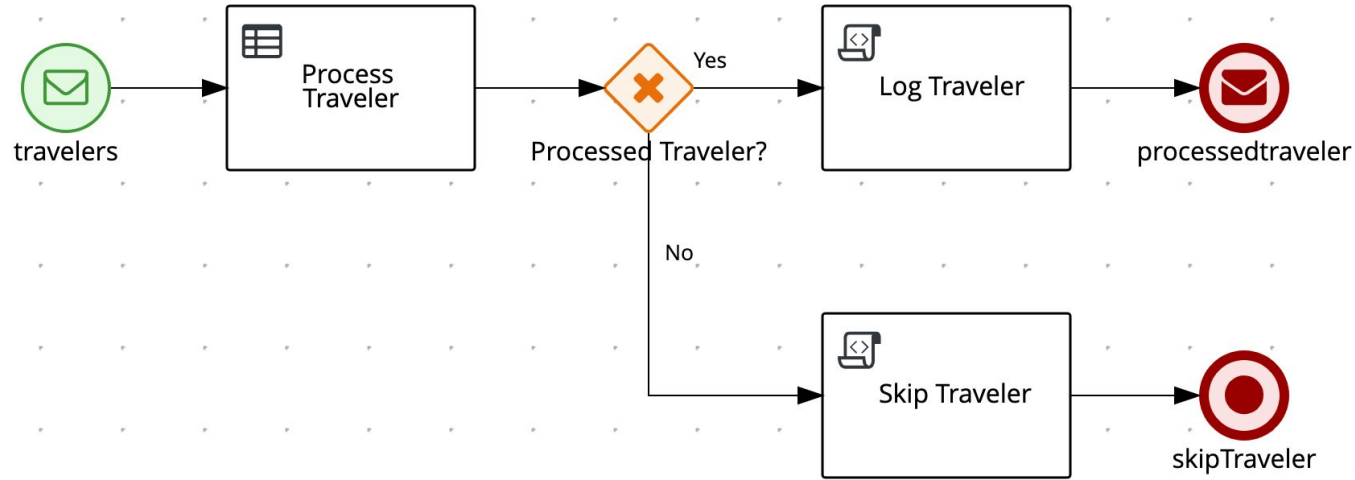 Yes
Process
Traveler
Log Traveler
travelers
Processed Traveler?
processedtraveler
No
Skip Traveler
skipTraveler